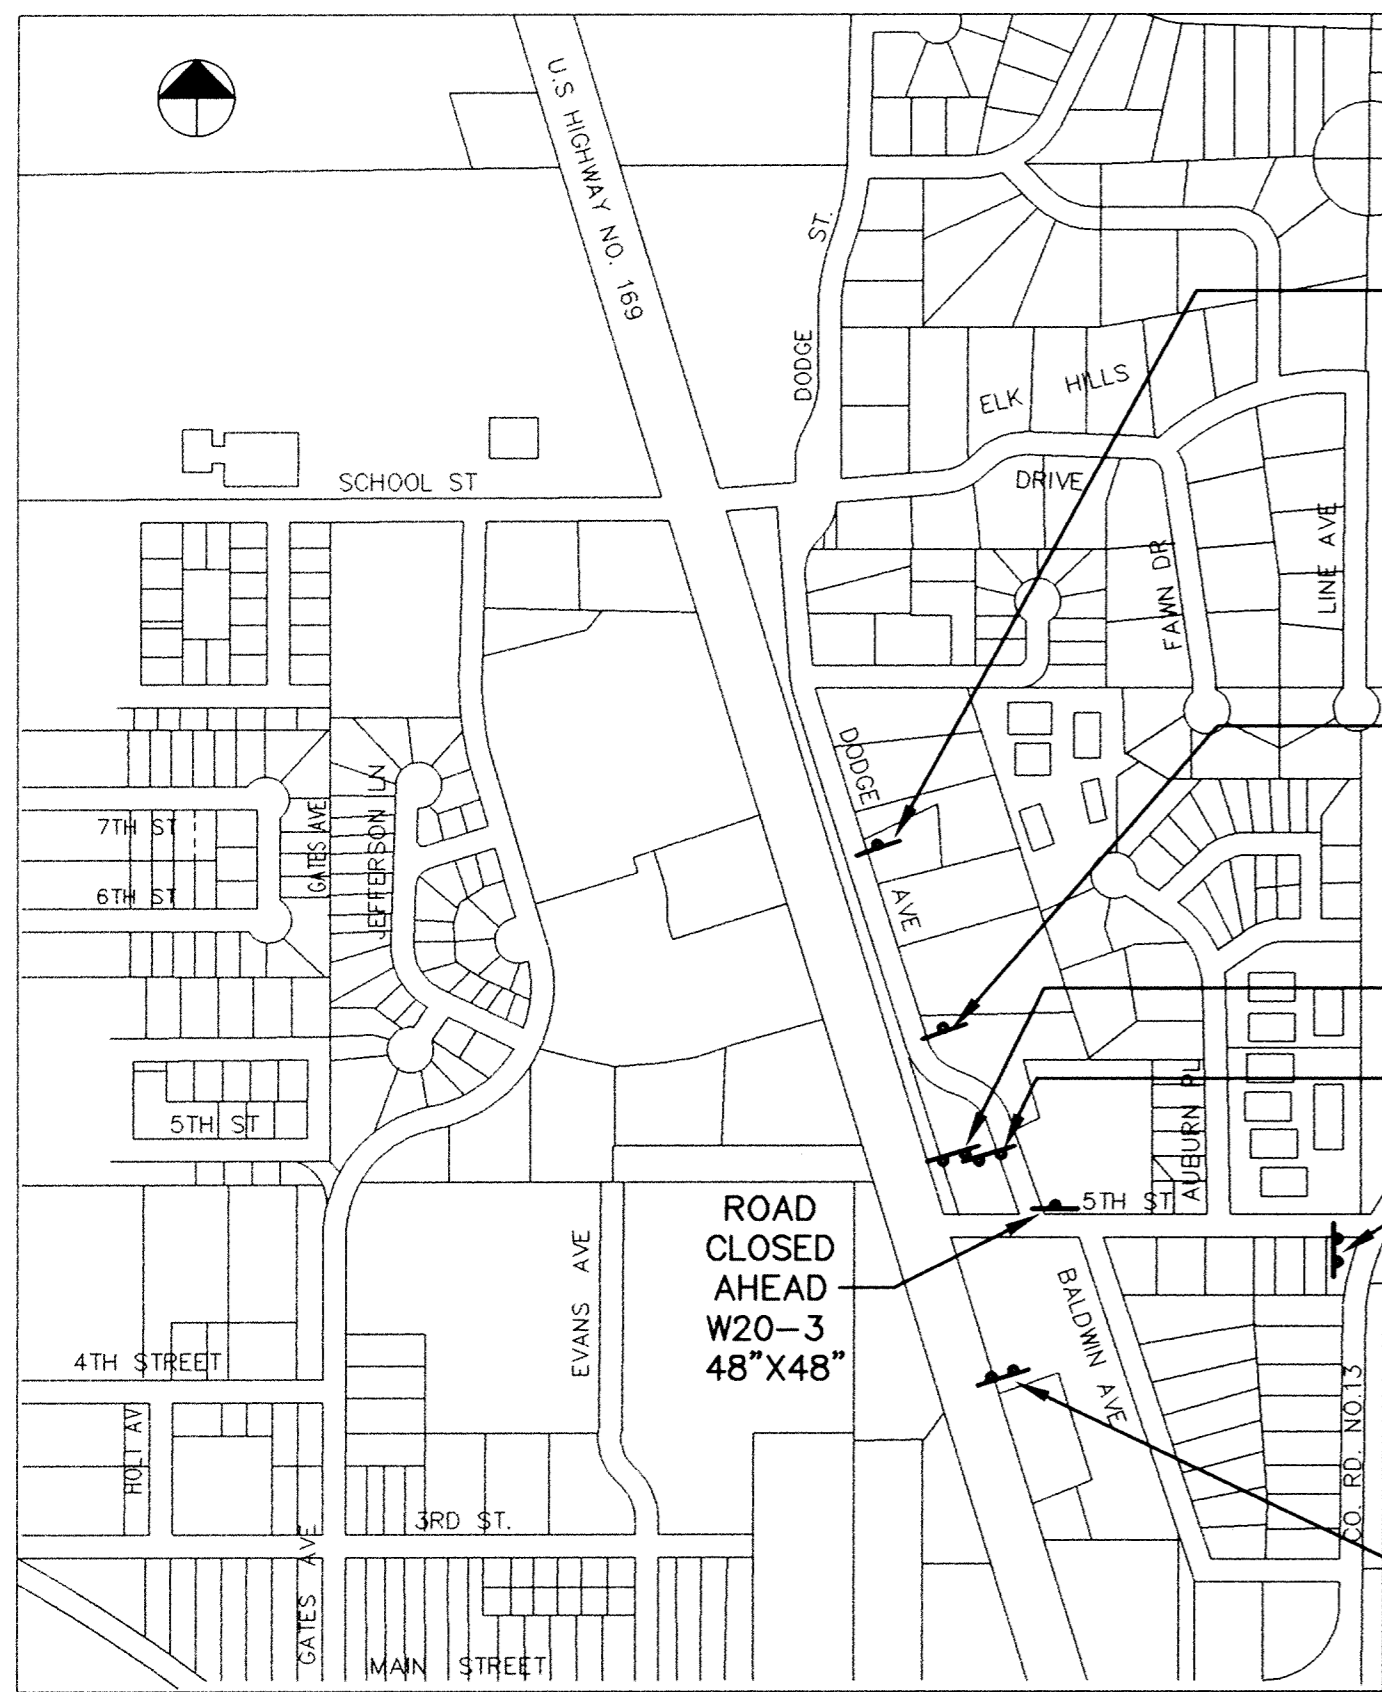 U.S HIGHWAY NO. 169
DODGE ST.
ELK HILLS
DRIVE
SCHOOL ST
FAWN DR
LINE AVE
DODGE
AVE
7TH ST
6TH ST
GATES AVE
JEFFERSON LN
5TH ST
AUBURN PL
5TH ST
ROAD
CLOSED
AHEAD
W20-3
48"X48"
EVANS AVE
BALDWIN AVE
4TH STREET
HOLT AV
CO. RD. NO.13
3RD ST.
GATES AVE
MAIN STREET